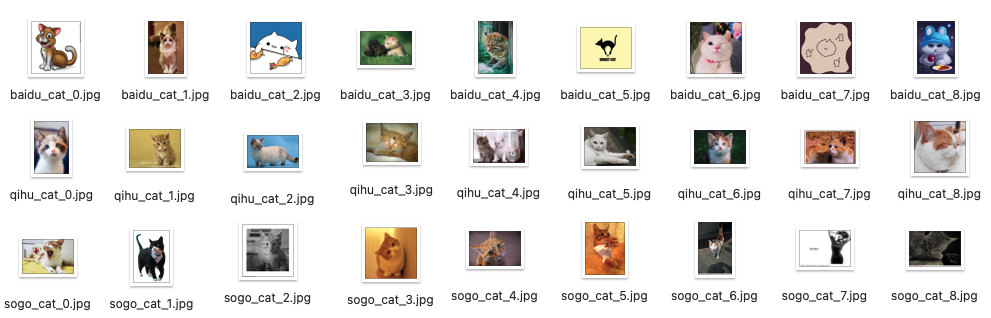 baidu_cat_0.jpg baidu_cat_1.jpg baidu_cat_2.jpg baidu_cat_3.jpg baidu_cat_4.jpg baidu_cat_5.jpg baidu_cat_6.jpg baidu_cat_7.jpg baidu_cat_8.jpg
qihu_cat_0.jpg qihu_cat_1.jpg qihu_cat_2.jpg qihu_cat_3.jpg qihu_cat_4.jpg qihu_cat_5.jpg qihu_cat_6.jpg qihu_cat_7.jpg qihu_cat_8.jpg
sogo_cat_0.jpg sogo_cat_1.jpg sogo_cat_2.jpg sogo_cat_3.jpg sogo_cat_4.jpg sogo_cat_5.jpg sogo_cat_6.jpg sogo_cat_7.jpg sogo_cat_8.jpg